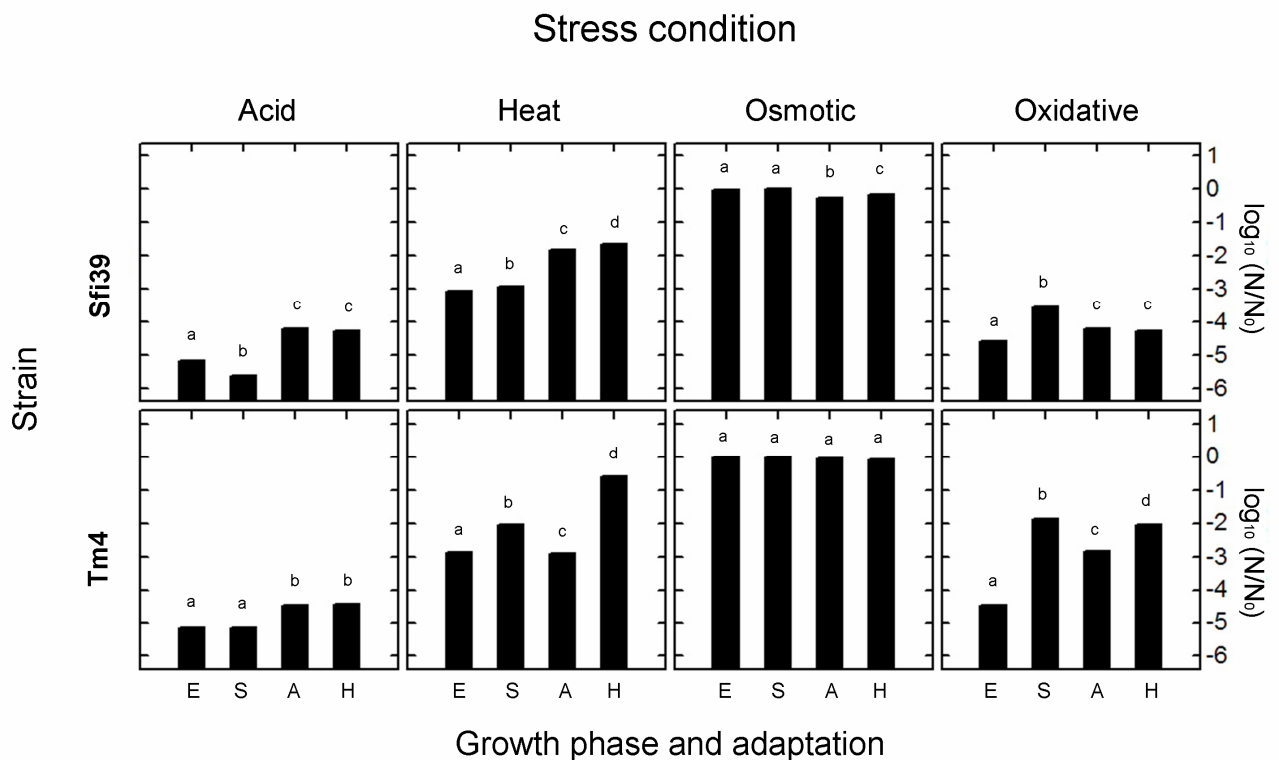 Stress condition
Acid Heat Osmotic Oxidative
Strain
Sfi39
a b c c
a b c d
a a b c
a b c c
1
0
-1
-2
-3
-4
-5
-6
log₁₀ (N/N₀)
Tm4
a a b b
a b c d
a a a a
a b c d
1
0
-1
-2
-3
-4
-5
-6
log₁₀ (N/N₀)
E S A H E S A H E S A H E S A H
Growth phase and adaptation